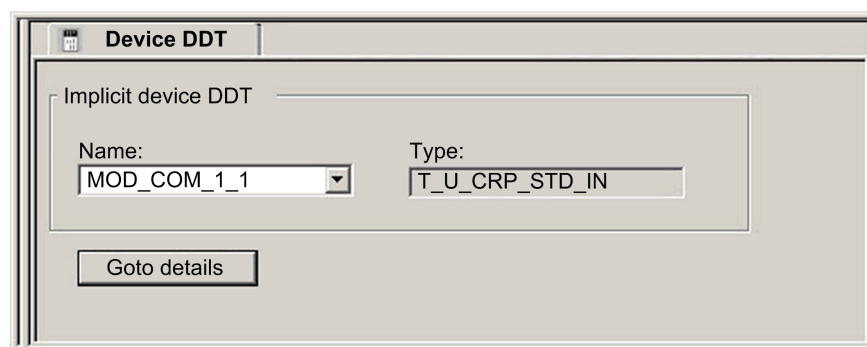 Device DDT
Implicit device DDT
Name:
Type:
MOD_COM_1_1
T_U_CRP_STD_IN
Goto details